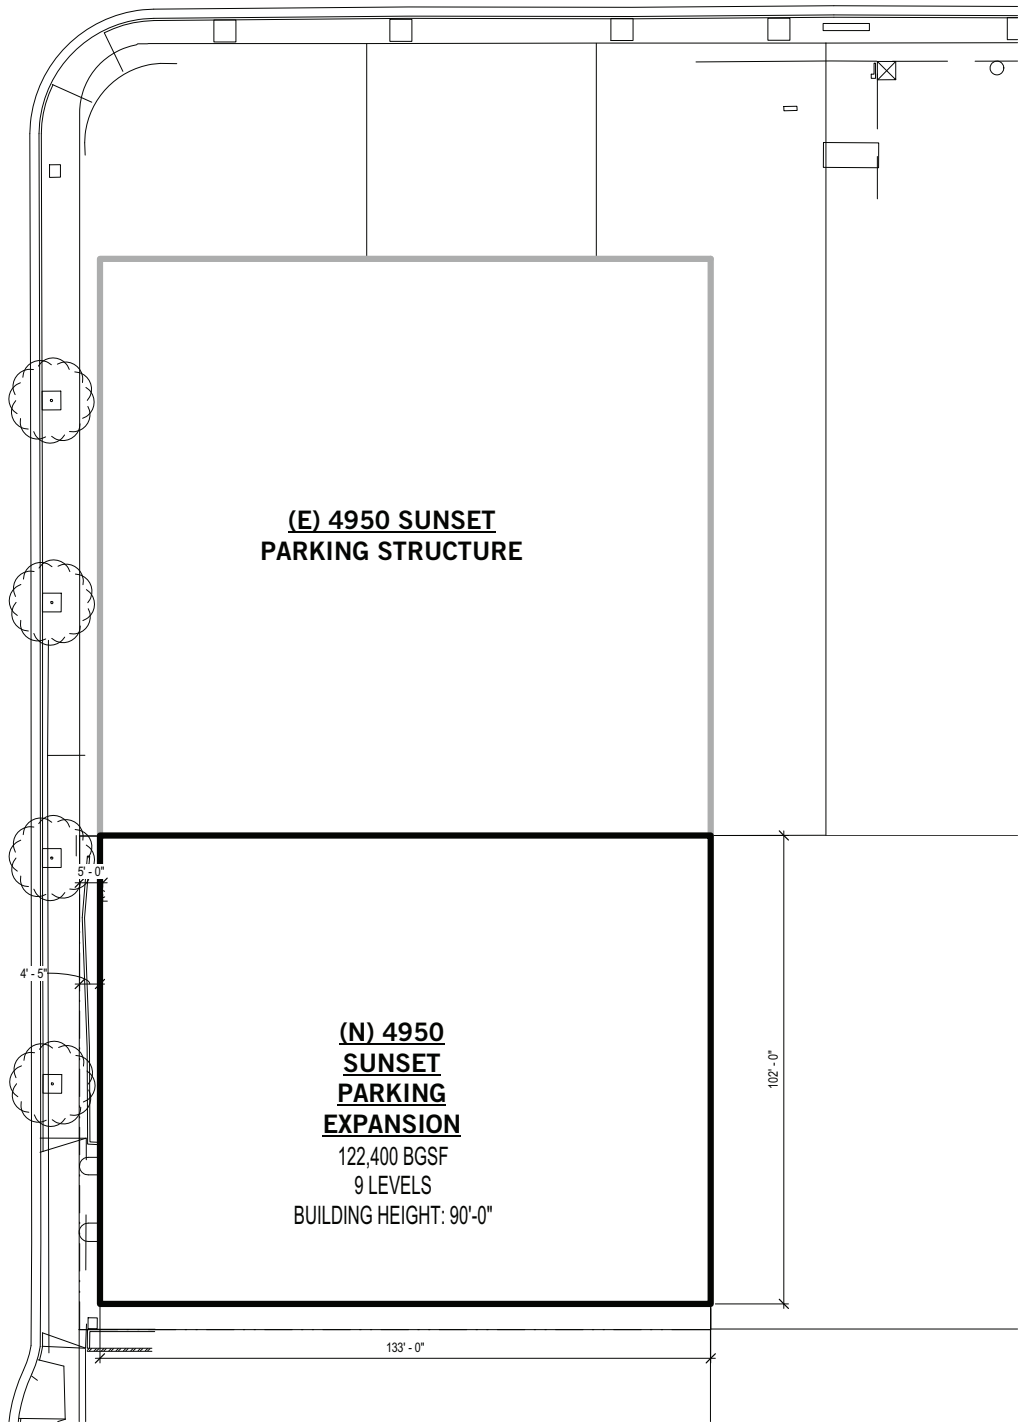 (E) 4950 SUNSET
PARKING STRUCTURE
5' - 0"
4' - 5"
(N) 4950
SUNSET
PARKING
EXPANSION
122,400 BGSF
9 LEVELS
BUILDING HEIGHT: 90'-0"
102' - 0"
133' - 0"